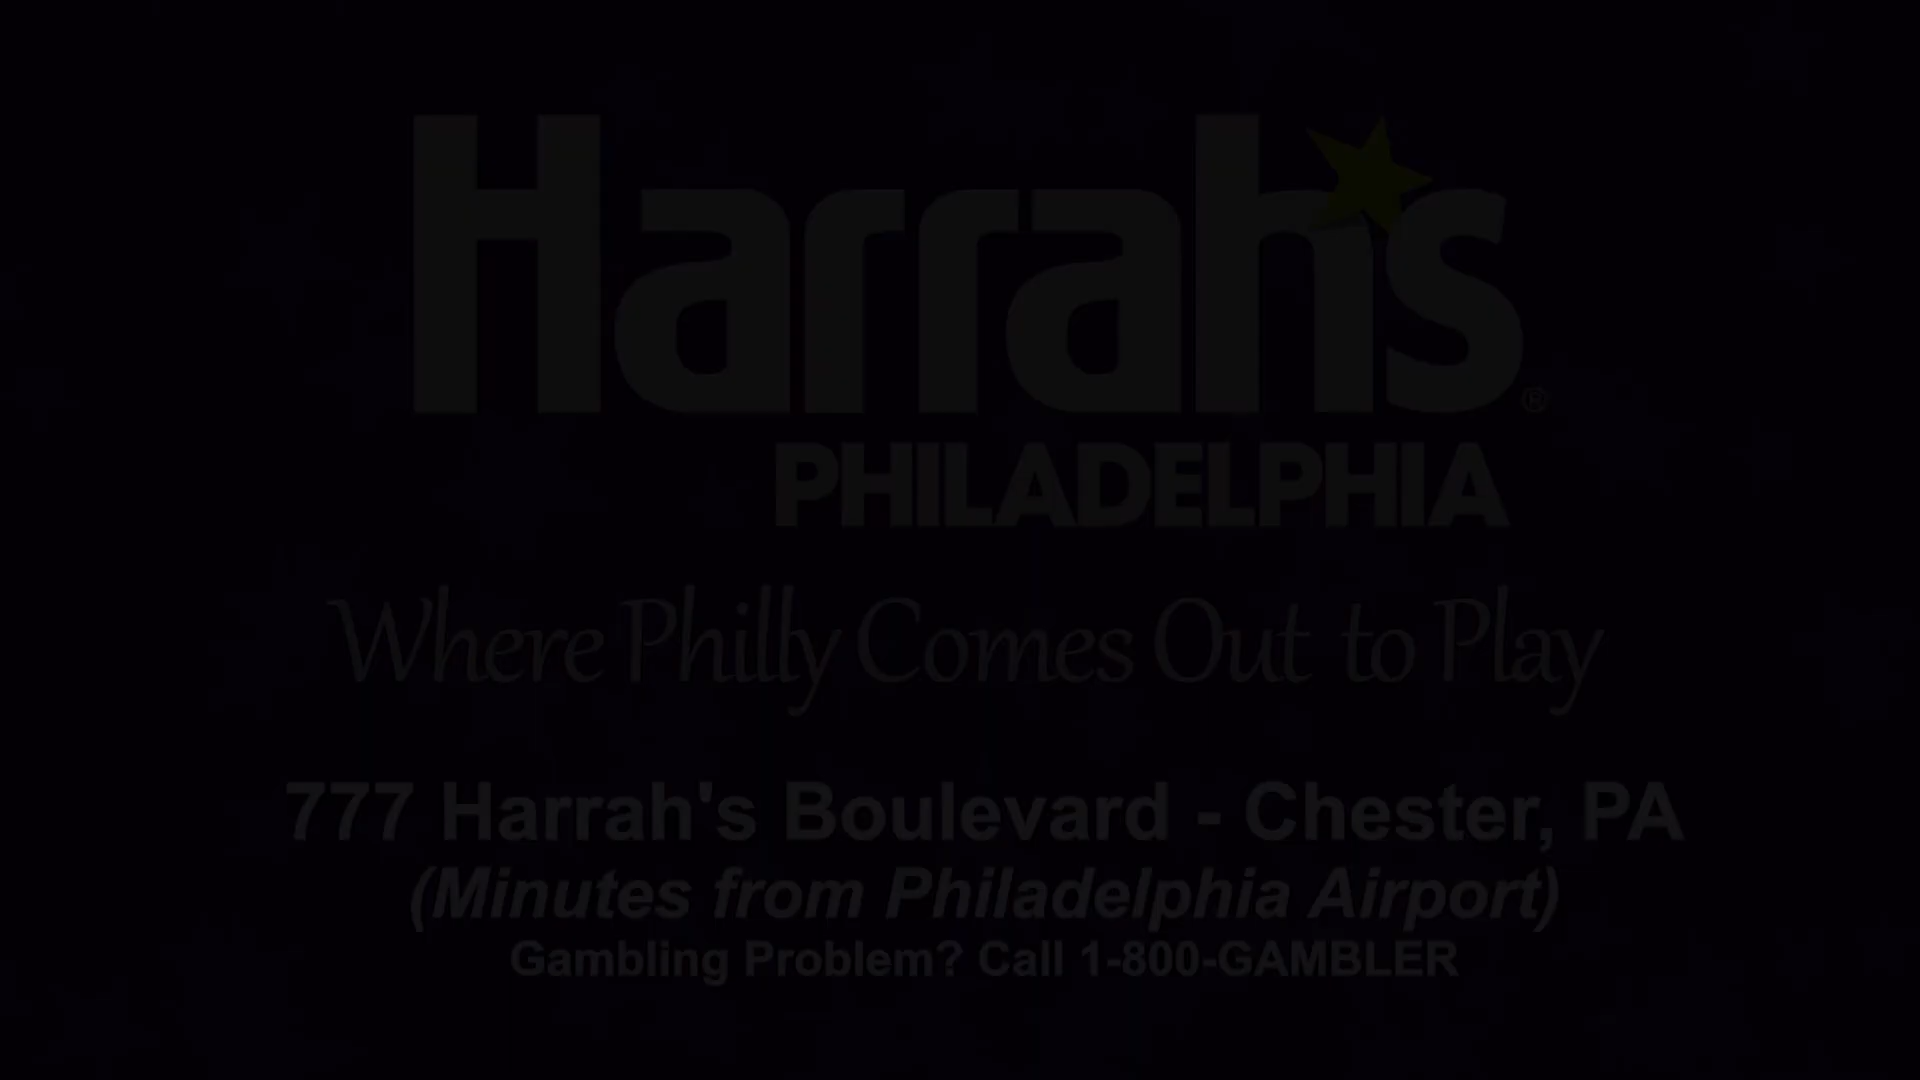 Harrah's®
PHILADELPHIA
Where Philly Comes Out to Play
777 Harrah's Boulevard - Chester, PA
(Minutes from Philadelphia Airport)
Gambling Problem? Call 1-800-GAMBLER